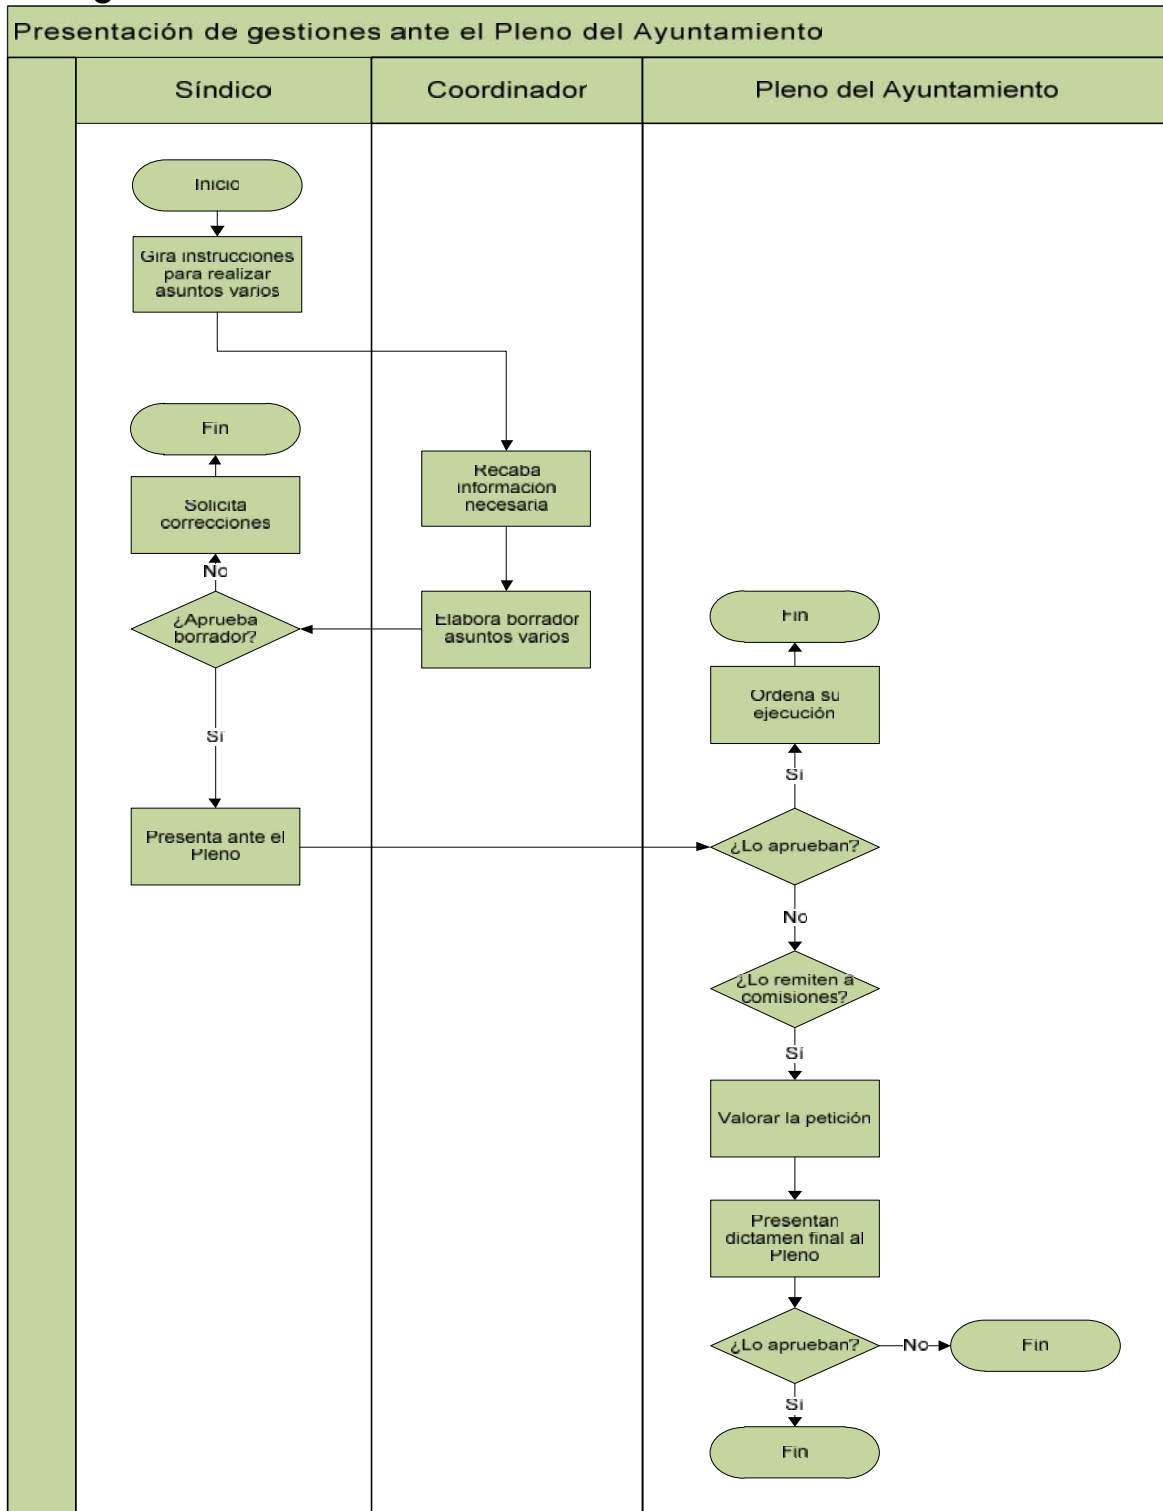 Presentación de gestiones ante el Pleno del Ayuntamiento
Síndico
Coordinador
Pleno del Ayuntamiento
Inicio
Gira instrucciones
para realizar
asuntos varios
Fin
Solicita
correcciones
No
¿Aprueba
borrador?
Sí
Presenta ante el
Pleno
Recaba
información
necesaria
Elabora borrador
asuntos varios
Fin
Ordena su
ejecución
Sí
¿Lo aprueban?
No
¿Lo remiten a
comisiones?
Sí
Valorar la petición
Presentan
dictamen final al
Pleno
¿Lo aprueban?
No
Fin
Sí
Fin